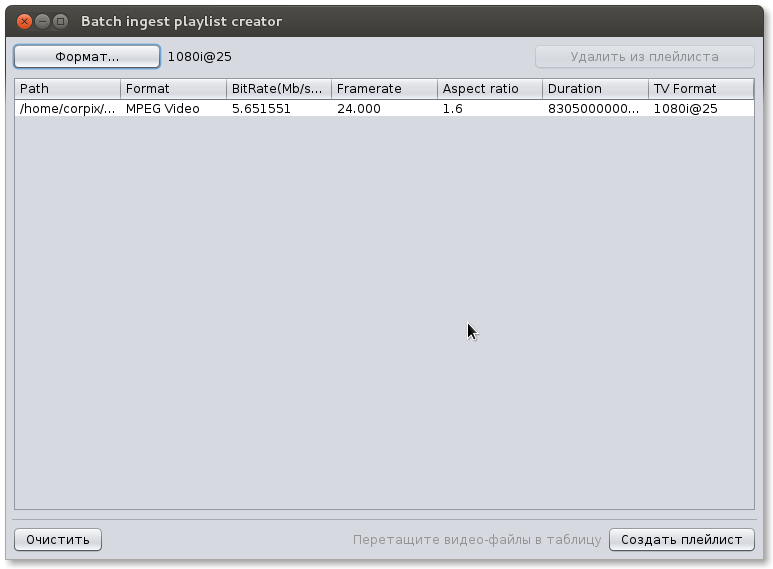 Batch ingest playlist creator
Формат... 1080i@25 Удалить из плейлиста
Path Format BitRate(Mb/s... Framerate Aspect ratio Duration TV Format
/home/corpix/... MPEG Video 5.651551 24.000 1.6 8305000000... 1080i@25
Очистить Перетащите видео-файлы в таблицу Создать плейлист